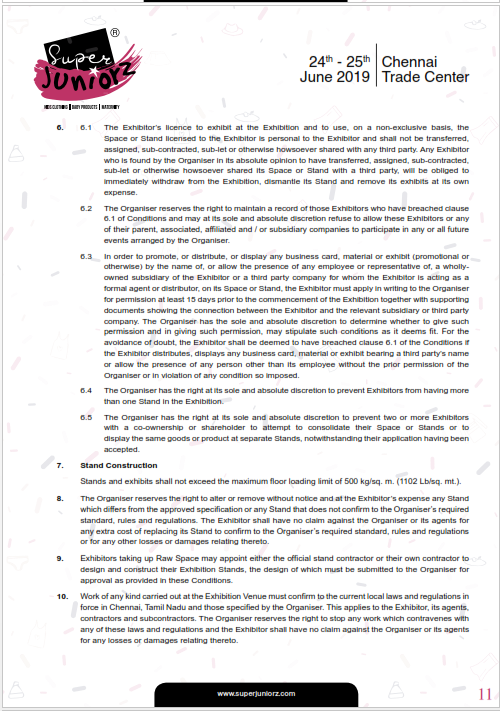 Super
Juniorz
®
KIDS CLOTHING | BABY PRODUCTS | MATERNITY
24th - 25th
June 2019
Chennai
Trade Center
6. 6.1 The Exhibitor's licence to exhibit at the Exhibition and to use, on a non-exclusive basis, the
Space or Stand licensed to the Exhibitor is personal to the Exhibitor and shall not be transferred,
assigned, sub-contracted, sub-let or otherwise howsoever shared with any third party. Any Exhibitor
who is found by the Organiser in its absolute opinion to have transferred, assigned, sub-contracted,
sub-let or otherwise howsoever shared its Space or Stand with a third party, will be obliged to
immediately withdraw from the Exhibition, dismantle its Stand and remove its exhibits at its own
expense.
6.2 The Organiser reserves the right to maintain a record of those Exhibitors who have breached clause
6.1 of Conditions and may at its sole and absolute discretion refuse to allow these Exhibitors or any
of their parent, associated, affiliated and / or subsidiary companies to participate in any or all future
events arranged by the Organiser.
6.3 In order to promote, or distribute, or display any business card, material or exhibit (promotional or
otherwise) by the name of, or allow the presence of any employee or representative of, a wholly-
owned subsidiary of the Exhibitor or a third party company for whom the Exhibitor is acting as a
formal agent or distributor, on its Space or Stand, the Exhibitor must apply in writing to the Organiser
for permission at least 15 days prior to the commencement of the Exhibition together with supporting
documents showing the connection between the Exhibitor and the relevant subsidiary or third party
company. The Organiser has the sole and absolute discretion to determine whether to give such
permission and in giving such permission, may stipulate such conditions as it deems fit. For the
avoidance of doubt, the Exhibitor shall be deemed to have breached clause 6.1 of the Conditions if
the Exhibitor distributes, displays any business card, material or exhibit bearing a third party's name
or allow the presence of any person other than its employee without the prior permission of the
Organiser or in violation of any condition so imposed.
6.4 The Organiser has the right at its sole and absolute discretion to prevent Exhibitors from having more
than one Stand in the Exhibition.
6.5 The Organiser has the right at its sole and absolute discretion to prevent two or more Exhibitors
with a co-ownership or shareholder to attempt to consolidate their Space or Stands or to
display the same goods or product at separate Stands, notwithstanding their application having been
accepted.
7. Stand Construction
Stands and exhibits shall not exceed the maximum floor loading limit of 500 kg/sq. m. (1102 Lb/sq. mt.).
8. The Organiser reserves the right to alter or remove without notice and at the Exhibitor's expense any Stand
which differs from the approved specification or any Stand that does not confirm to the Organiser's required
standard, rules and regulations. The Exhibitor shall have no claim against the Organiser or its agents for
any extra cost of replacing its Stand to confirm to the Organiser's required standard, rules and regulations
or for any other losses or damages relating thereto.
9. Exhibitors taking up Raw Space may appoint either the official stand contractor or their own contractor to
design and construct their Exhibition Stands, the design of which must be submitted to the Organiser for
approval as provided in these Conditions.
10. Work of any kind carried out at the Exhibition Venue must confirm to the current local laws and regulations in
force in Chennai, Tamil Nadu and those specified by the Organiser. This applies to the Exhibitor, its agents,
contractors and subcontractors. The Organiser reserves the right to stop any work which contravenes with
any of these laws and regulations and the Exhibitor shall have no claim against the Organiser or its agents
for any losses or damages relating thereto.
www.superjuniorz.com
11